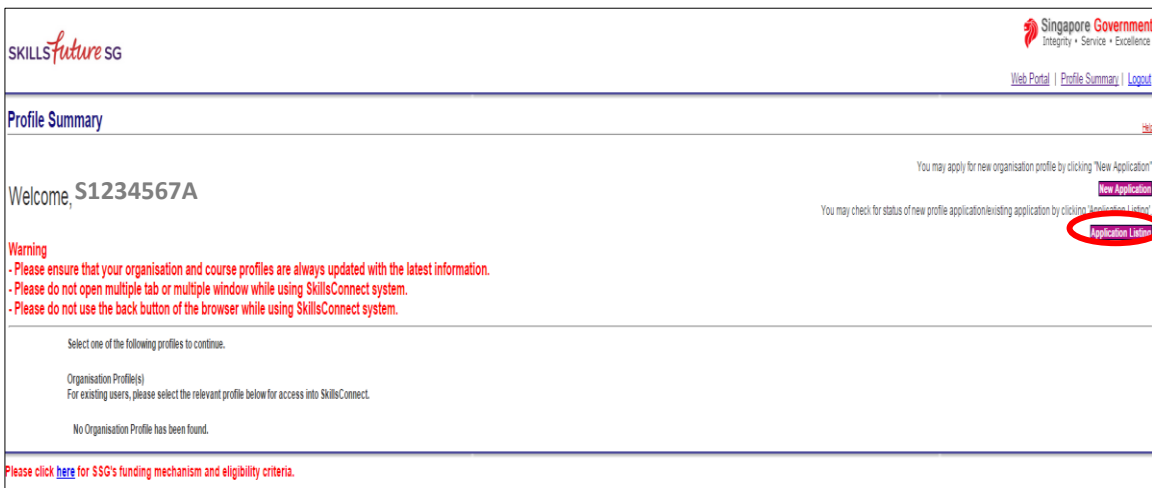 SKILLSfuture SG
Singapore Government
Integrity • Service • Excellence
Web Portal | Profile Summary | Logout
Profile Summary
Help
You may apply for new organisation profile by clicking "New Application"
New Application
Welcome, S1234567A
You may check for status of new profile application/existing application by clicking 'Application Listing'
Application Listing
Warning
- Please ensure that your organisation and course profiles are always updated with the latest information.
- Please do not open multiple tab or multiple window while using SkillsConnect system.
- Please do not use the back button of the browser while using SkillsConnect system.
Select one of the following profiles to continue.
Organisation Profile(s)
For existing users, please select the relevant profile below for access into SkillsConnect.
No Organisation Profile has been found.
Please click here for SSG's funding mechanism and eligibility criteria.